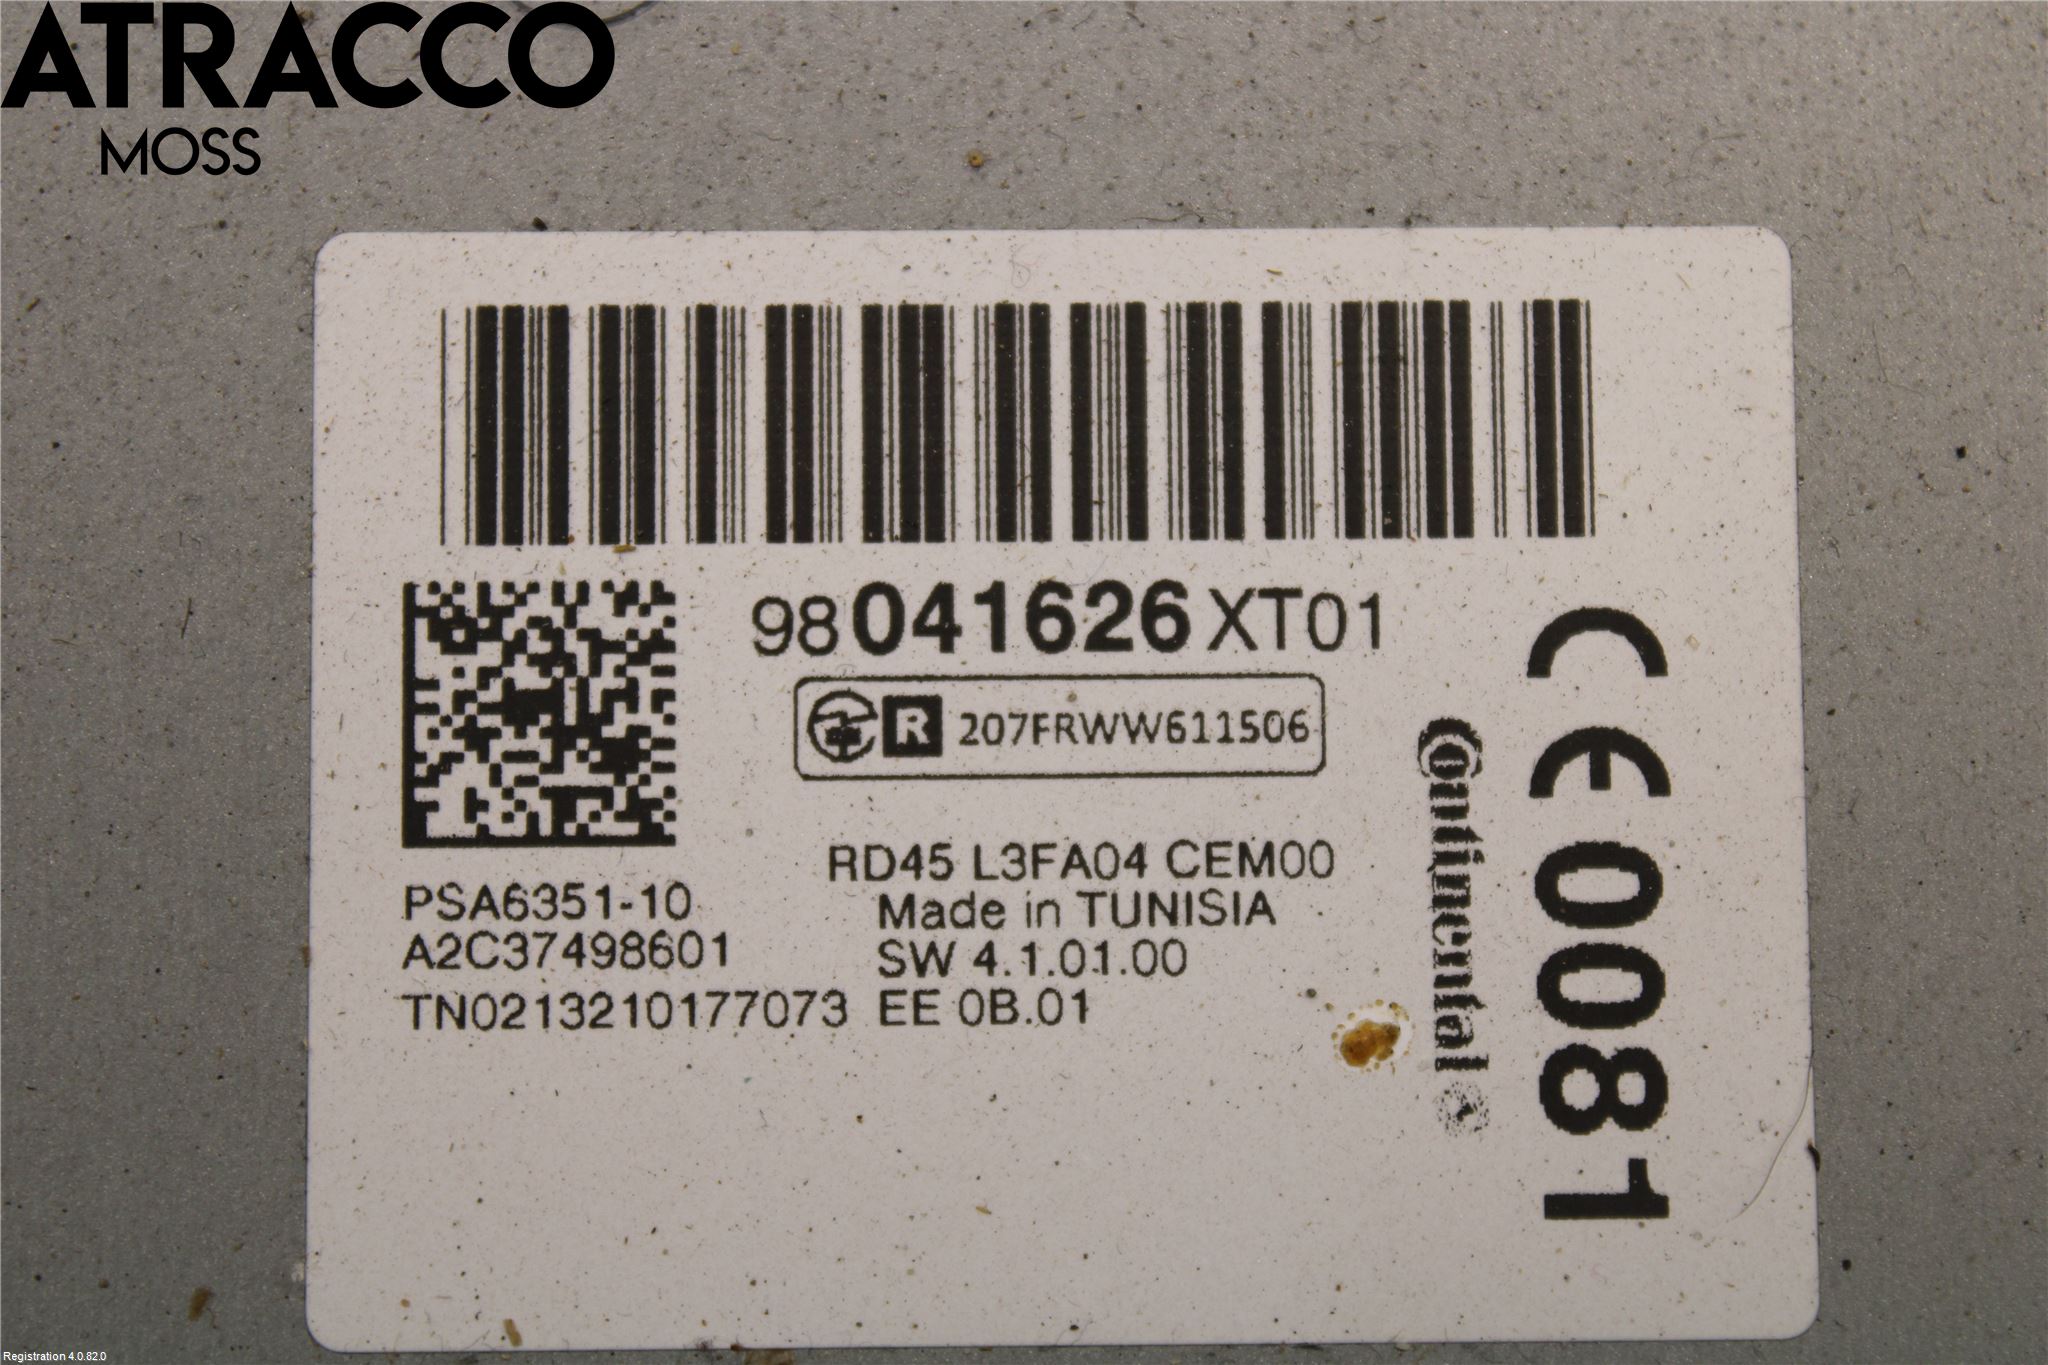 ATRACCO
MOSS
98041626XT01
R 207FRWW611506
RD45 L3FA04 CEM00
Made in TUNISIA
SW 4.1.01.00
EE 0B.01
PSA6351-10
A2C37498601
TN0213210177073
Continental
CE0081
Registration 4.0.82.0